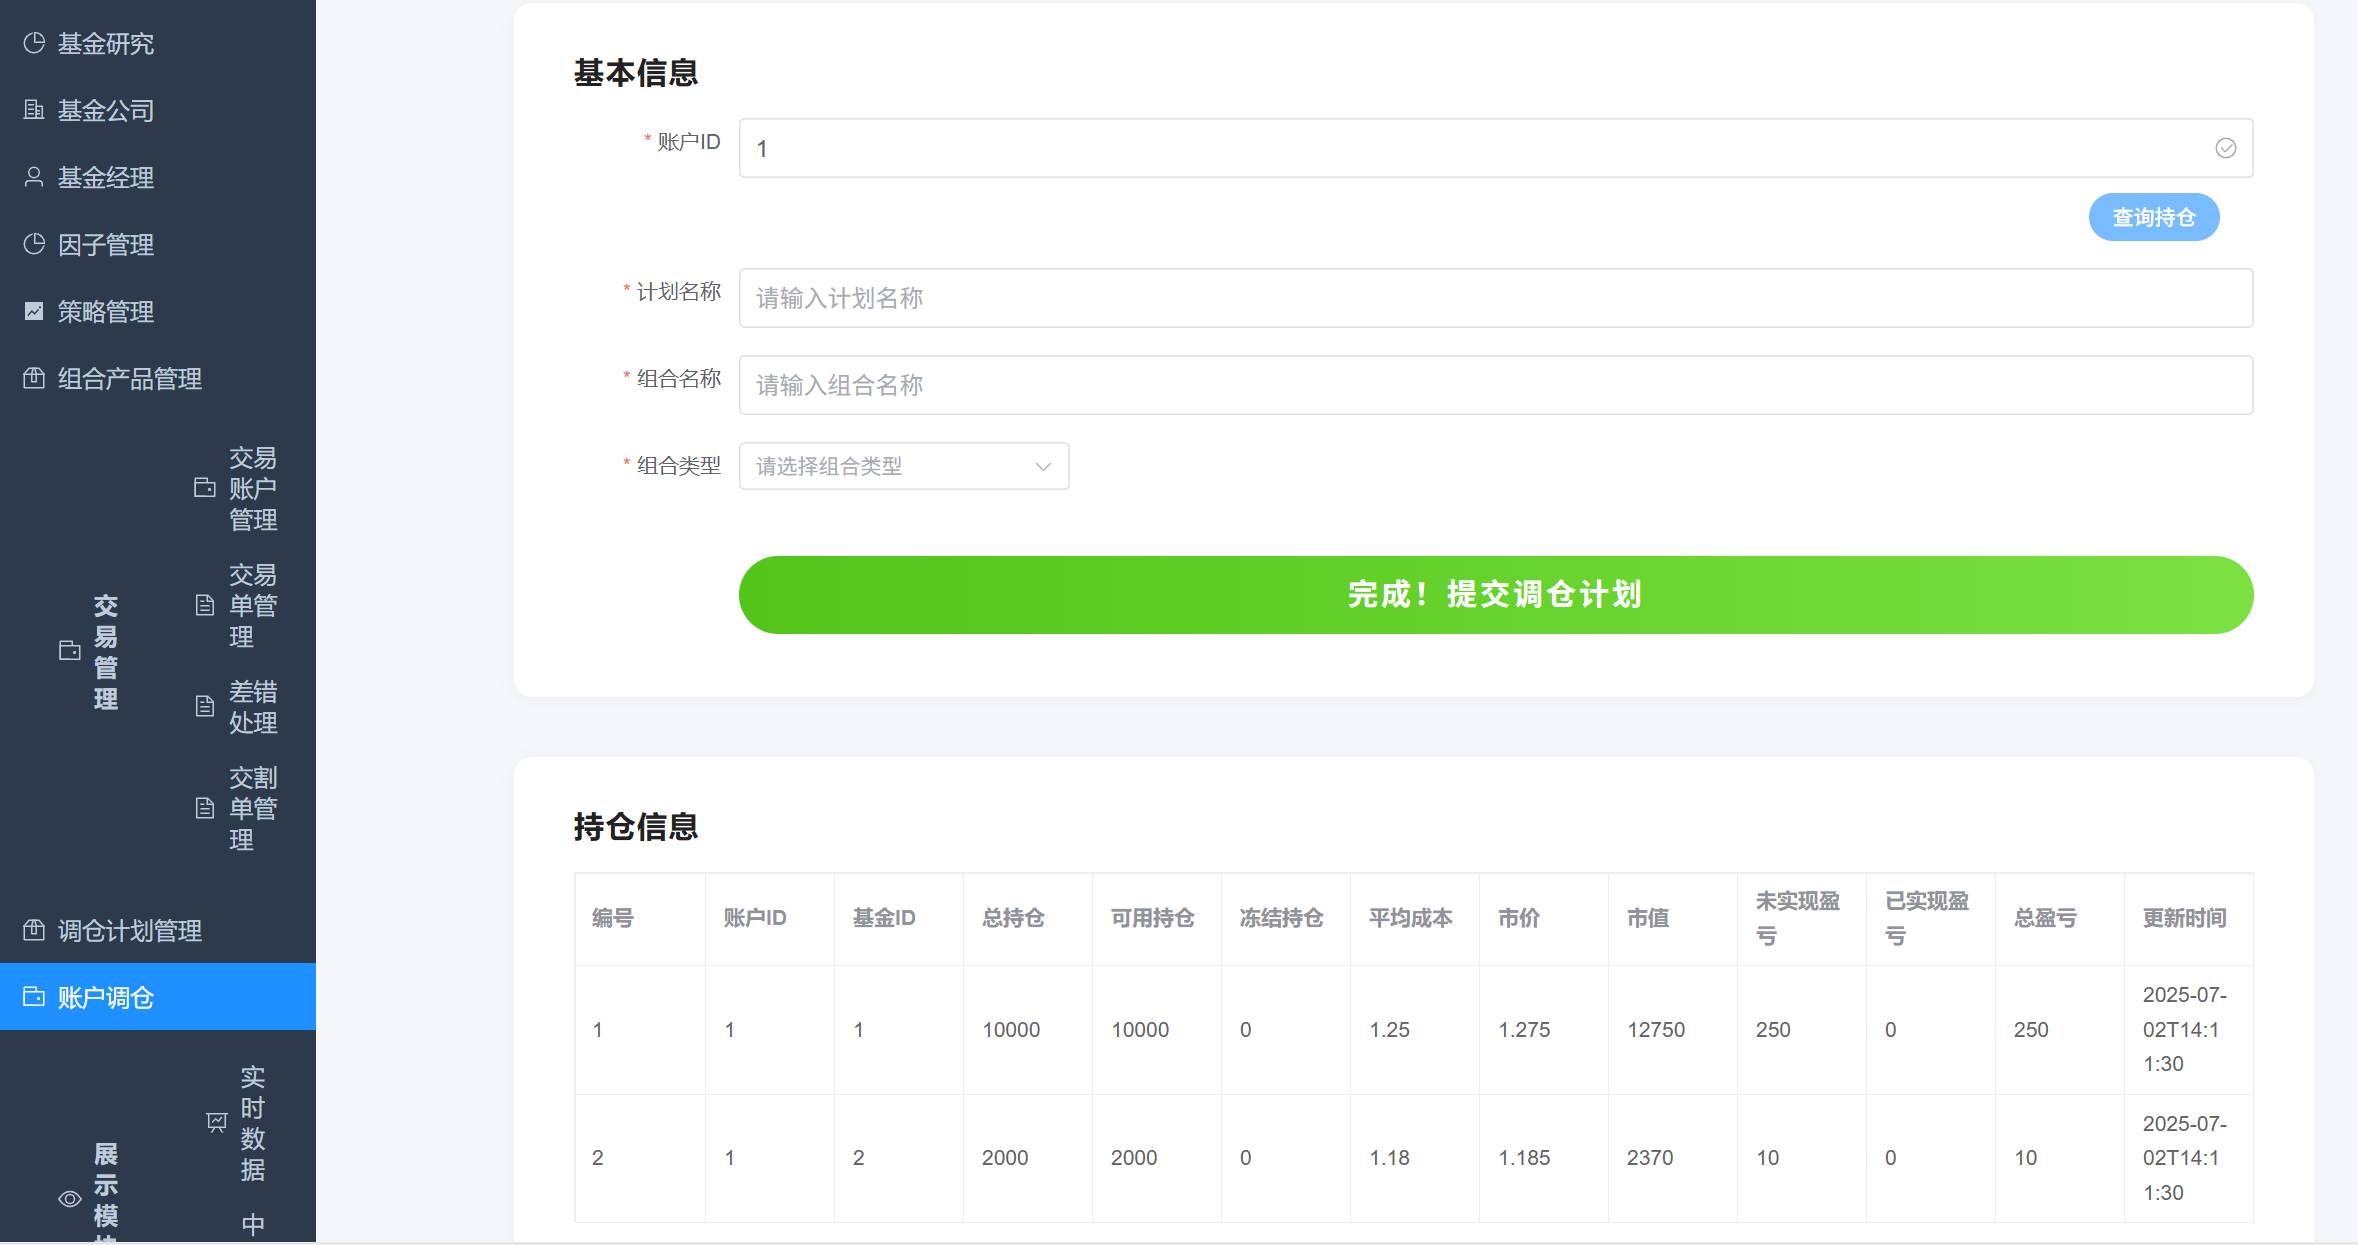 基金研究
基金公司
基金经理
因子管理
策略管理
组合产品管理
交易管理
交易账户管理
交易单管理
差错处理
交割单管理
调仓计划管理
账户调仓
展示模块
实时数据
中
基本信息
* 账户ID
1
查询持仓
* 计划名称
请输入计划名称
* 组合名称
请输入组合名称
* 组合类型
请选择组合类型
完成！提交调仓计划
持仓信息
编号 账户ID 基金ID 总持仓 可用持仓 冻结持仓 平均成本 市价 市值 未实现盈亏 已实现盈亏 总盈亏 更新时间
1 1 1 10000 10000 0 1.25 1.275 12750 250 0 250 2025-07-02T14:11:30
2 1 2 2000 2000 0 1.18 1.185 2370 10 0 10 2025-07-02T14:11:30